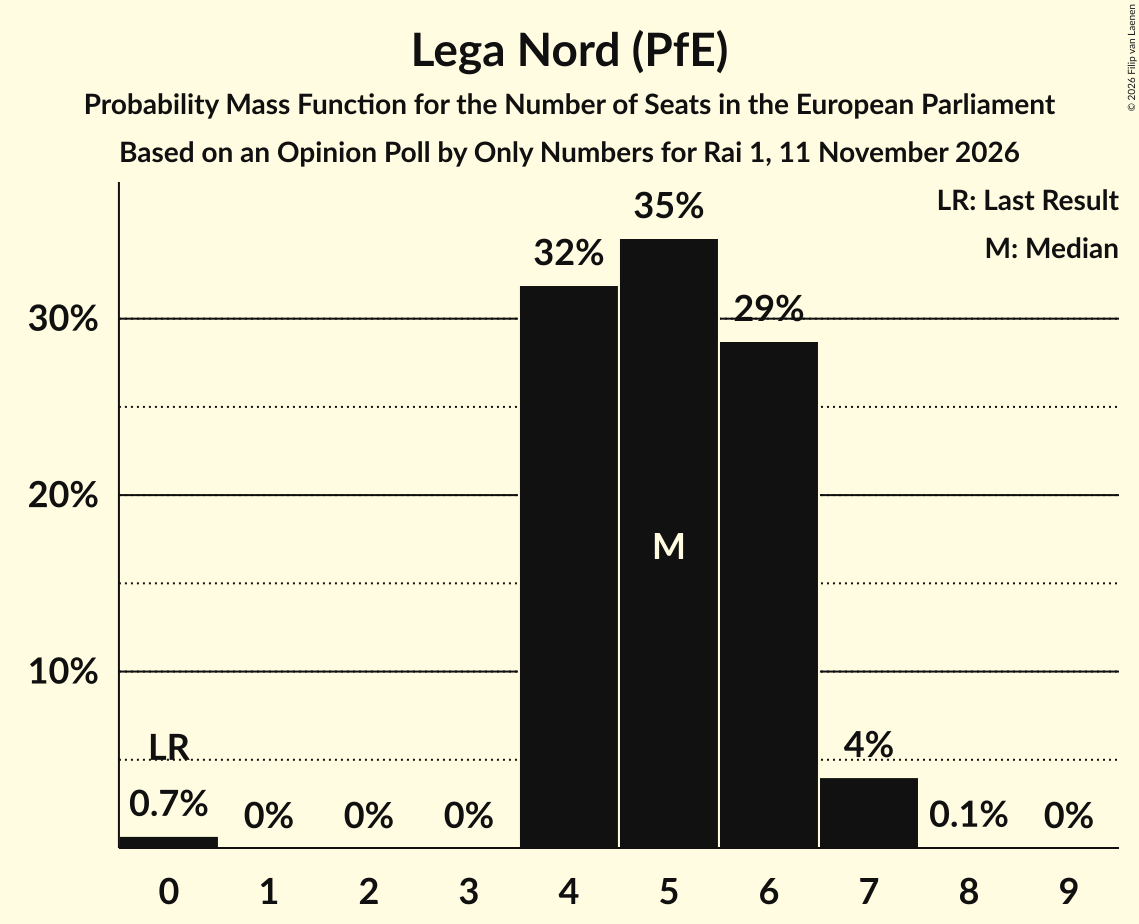 Lega Nord (PfE)
Probability Mass Function for the Number of Seats in the European Parliament
Based on an Opinion Poll by Only Numbers for Rai 1, 11 November 2026
© 2026 Filip van Laenen
LR: Last Result
M: Median
35%
32%
29%
30%
20%
M
10%
LR
4%
0.7%
0%
0%
0%
0.1%
0%
0 1 2 3 4 5 6 7 8 9